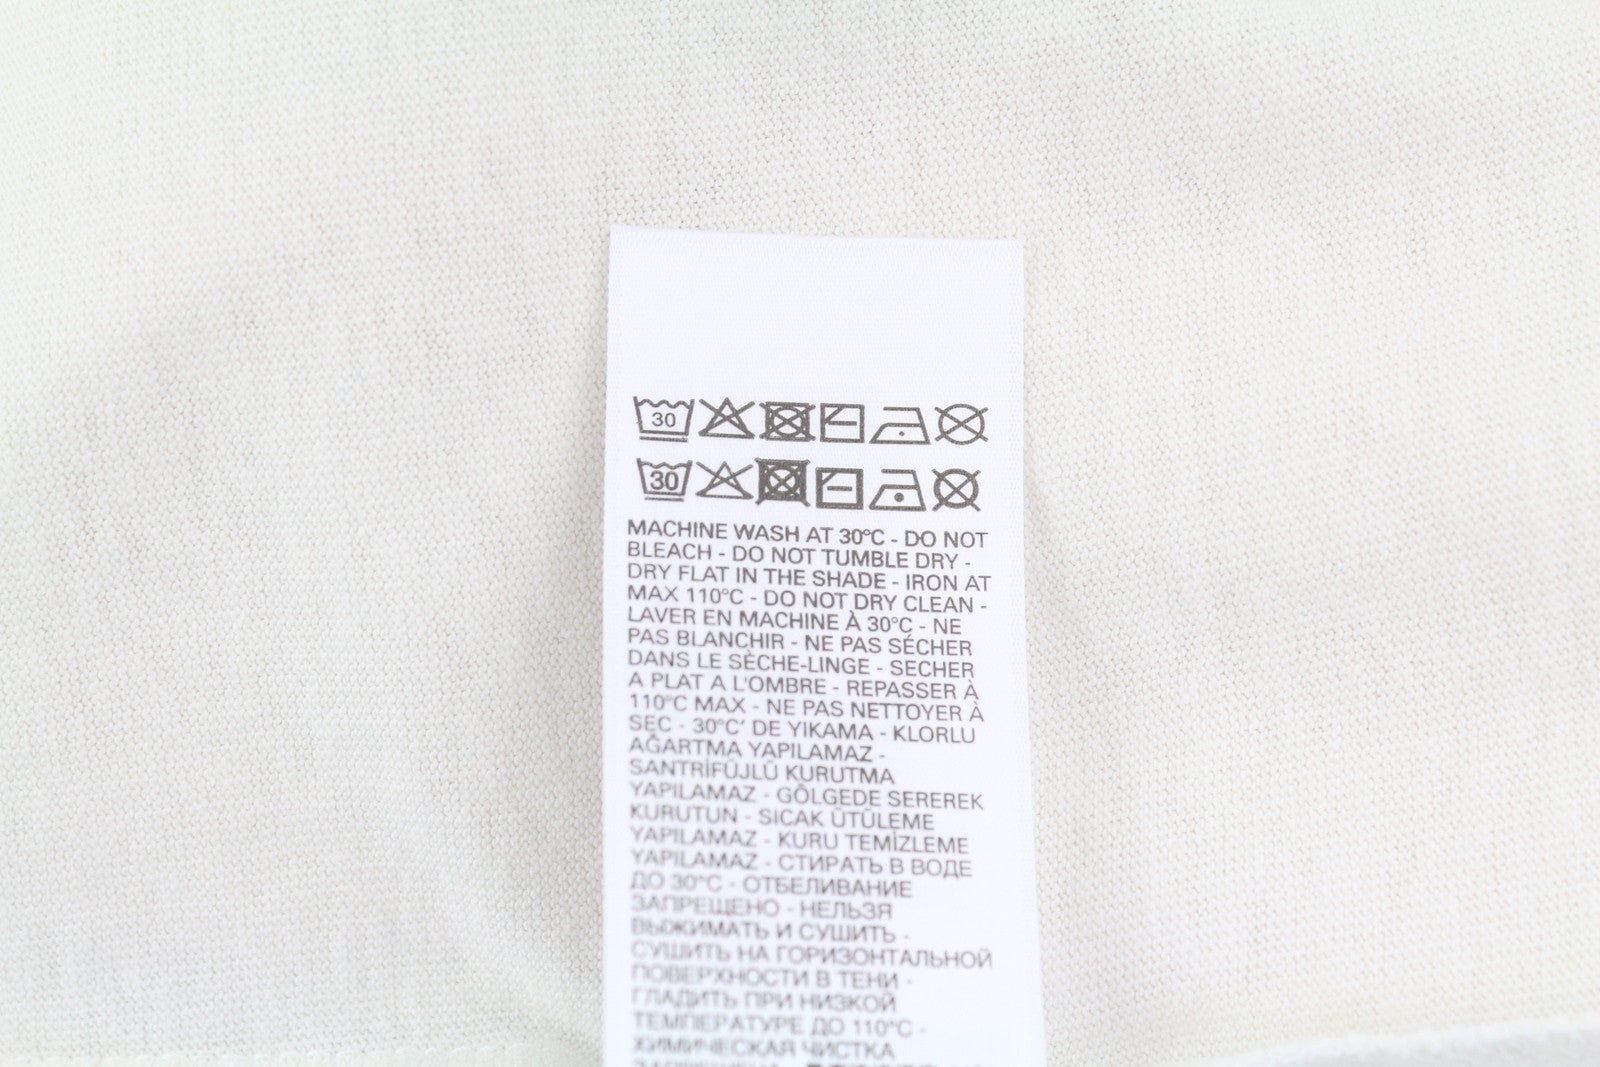 30
30
MACHINE WASH AT 30°C - DO NOT
BLEACH - DO NOT TUMBLE DRY -
DRY FLAT IN THE SHADE - IRON AT
MAX 110°C - DO NOT DRY CLEAN -
LAVER EN MACHINE À 30°C - NE
PAS BLANCHIR - NE PAS SÉCHER
DANS LE SÈCHE-LINGE - SECHER
A PLAT A L'OMBRE - REPASSER À
110°C MAX - NE PAS NETTOYER À
SEC - 30°C' DE YIKAMA - KLORLU
AĞARTMA YAPILAMAZ -
SANTRİFÜJLÜ KURUTMA
YAPILAMAZ - GÖLGEDE SEREREK
KURUTUN - SICAK ÜTÜLEME
YAPILAMAZ - KURU TEMİZLEME
YAPILAMAZ - СТИРАТЬ В ВОДЕ
ДО 30°C - ОТБЕЛИВАНИЕ
ЗАПРЕЩЕНО - НЕЛЬЗЯ
ВЫЖИМАТЬ И СУШИТЬ -
СУШИТЬ НА ГОРИЗОНТАЛЬНОЙ
ПОВЕРХНОСТИ В ТЕНИ -
ГЛАДИТЬ ПРИ НИЗКОЙ
ТЕМПЕРАТУРЕ ДО 110°C -
ХИМИЧЕСКАЯ ЧИСТКА